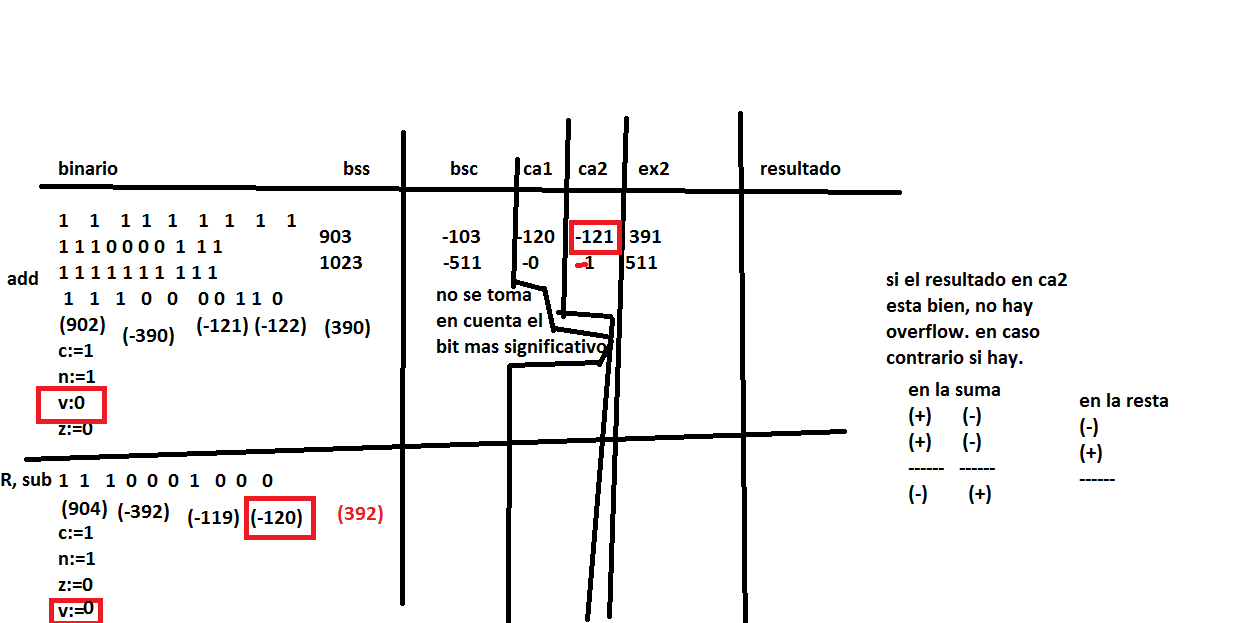 binario bss bsc ca1 ca2 ex2 resultado
1 1 1 1 1 1 1 1 1
1 1 1 0 0 0 0 1 1 1 903 -103 -120 -121 391
add 1 1 1 1 1 1 1 1 1 1 1023 -511 -0 -1 511
1 1 1 0 0 0 0 1 1 0
(902) (-390) (-121) (-122) (390)
c:=1
n:=1
v:0
z:=0
no se toma
en cuenta el
bit mas significativo
si el resultado en ca2
esta bien, no hay
overflow. en caso
contrario si hay.
en la suma
(+) (-)
(+) (-)
------ ------
(-) (+)
en la resta
(-)
(+)
------
R, sub 1 1 1 0 0 0 1 0 0 0
(904) (-392) (-119) (-120) (392)
c:=1
n:=1
z:=0
v:=0